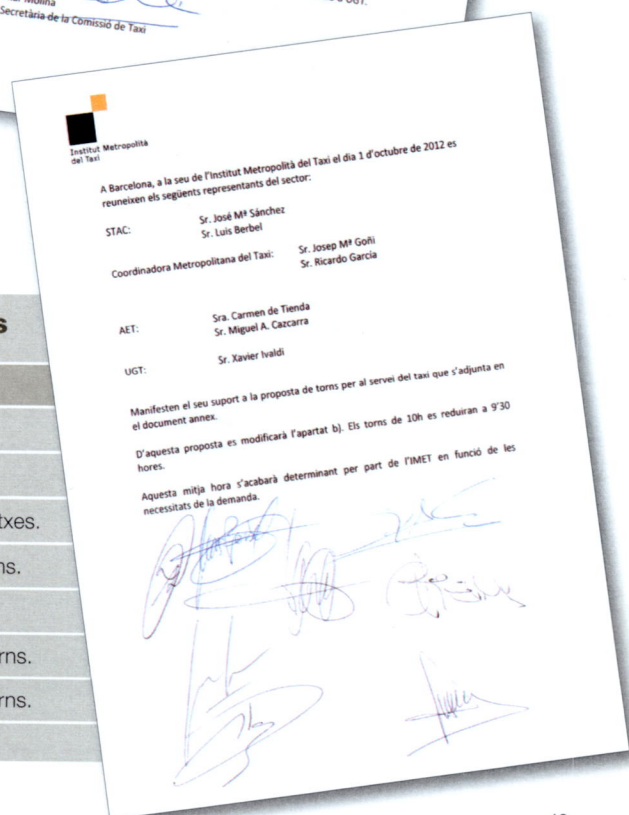 Molina
Secretària de la Comissió de Taxi
UGT.
Institut Metropolità
del Taxi
A Barcelona, a la seu de l'Institut Metropolità del Taxi el dia 1 d'octubre de 2012 es
reuneixen els següents representants del sector:
STAC: Sr. José Mª Sánchez
Sr. Luis Berbel
Coordinadora Metropolitana del Taxi: Sr. Josep Mª Goñi
Sr. Ricardo García
AET: Sra. Carmen de Tienda
Sr. Miguel A. Cazcarra
UGT: Sr. Xavier Ivaldi
Manifesten el seu suport a la proposta de torns per al servei del taxi que s'adjunta en
el document annex.
D'aquesta proposta es modificarà l'apartat b). Els torns de 10h es reduiran a 9'30
hores.
Aquesta mitja hora s'acabarà determinant per part de l'IMET en funció de les
necessitats de la demanda.
s
txes.
ns.
rns.
rns.